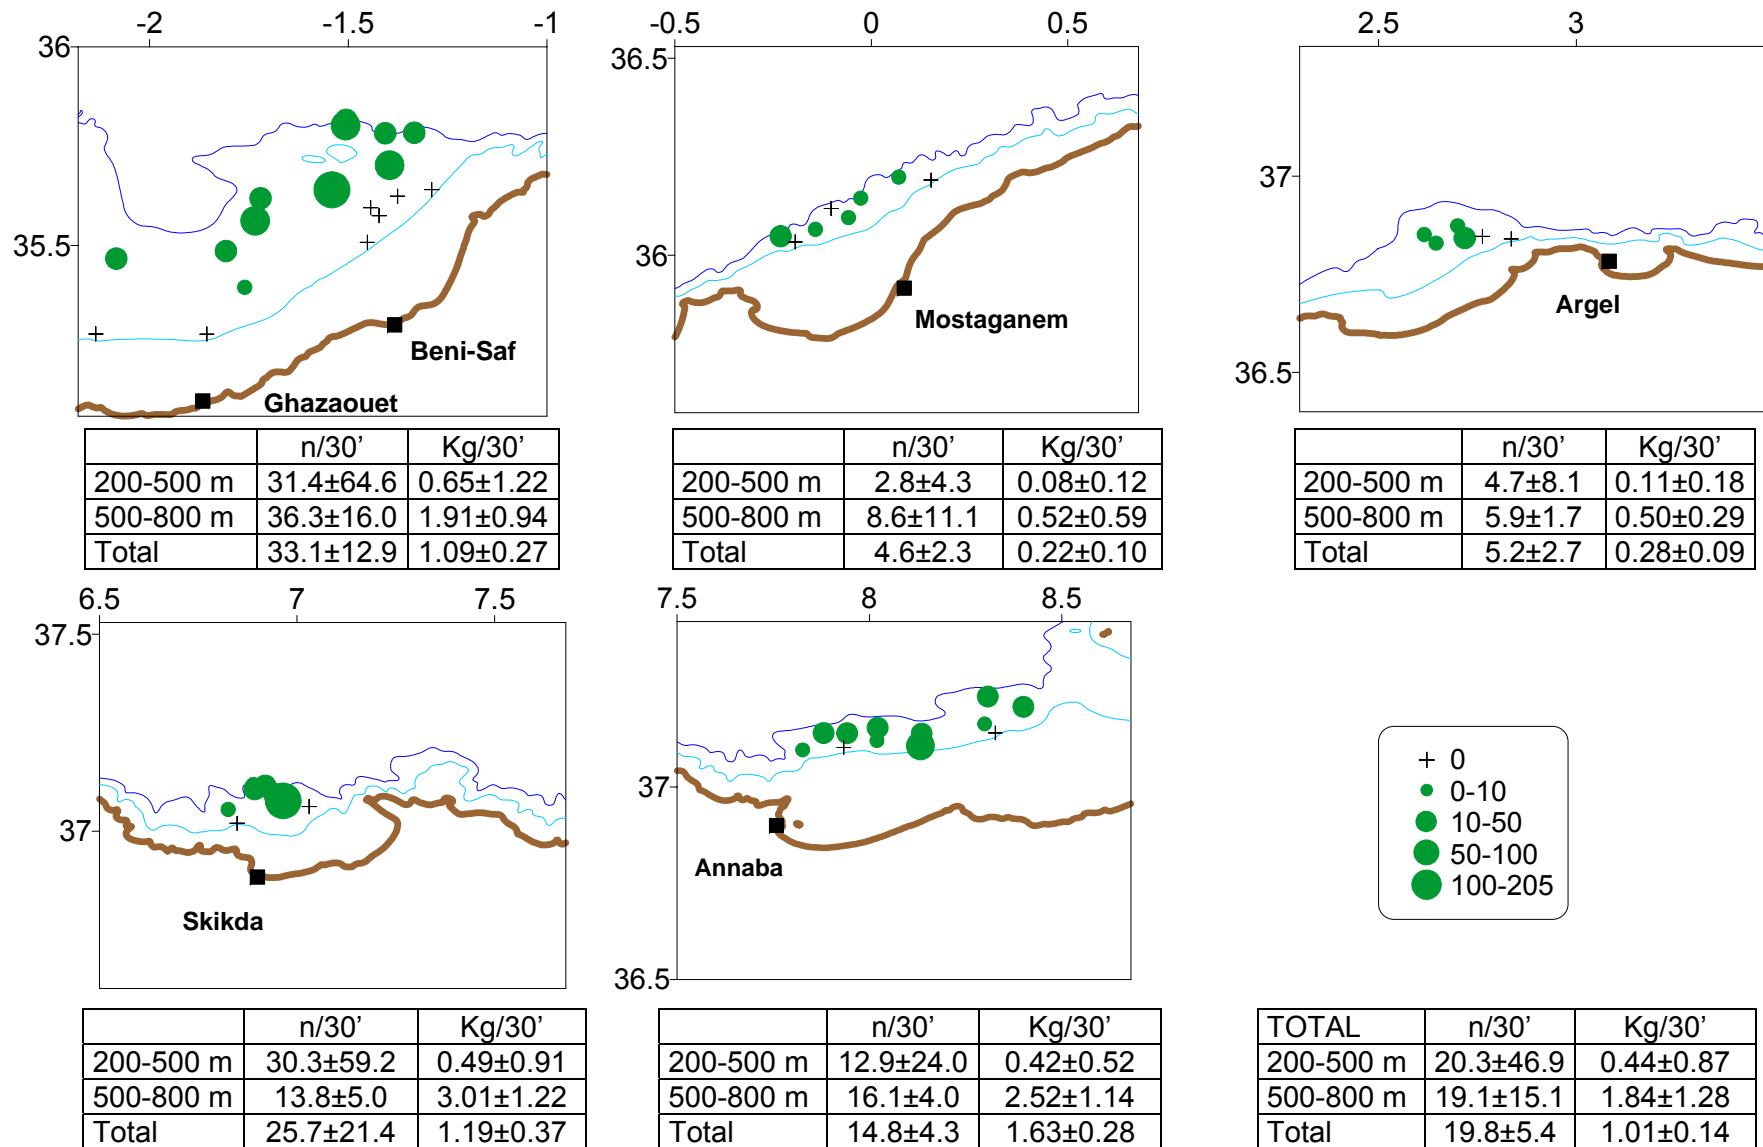 -2 -1.5 -1
36
35.5
Beni-Saf
Ghazaouet
-0.5 0 0.5
36.5
36
Mostaganem
2.5 3
37
36.5
Argel
n/30’ Kg/30’
200-500 m 31.4±64.6 0.65±1.22
500-800 m 36.3±16.0 1.91±0.94
Total 33.1±12.9 1.09±0.27
n/30’ Kg/30’
200-500 m 2.8±4.3 0.08±0.12
500-800 m 8.6±11.1 0.52±0.59
Total 4.6±2.3 0.22±0.10
n/30’ Kg/30’
200-500 m 4.7±8.1 0.11±0.18
500-800 m 5.9±1.7 0.50±0.29
Total 5.2±2.7 0.28±0.09
6.5 7 7.5
37.5
37
Skikda
7.5 8 8.5
37
36.5
Annaba
0
0-10
10-50
50-100
100-205
n/30’ Kg/30’
200-500 m 30.3±59.2 0.49±0.91
500-800 m 13.8±5.0 3.01±1.22
Total 25.7±21.4 1.19±0.37
n/30’ Kg/30’
200-500 m 12.9±24.0 0.42±0.52
500-800 m 16.1±4.0 2.52±1.14
Total 14.8±4.3 1.63±0.28
TOTAL n/30’ Kg/30’
200-500 m 20.3±46.9 0.44±0.87
500-800 m 19.1±15.1 1.84±1.28
Total 19.8±5.4 1.01±0.14